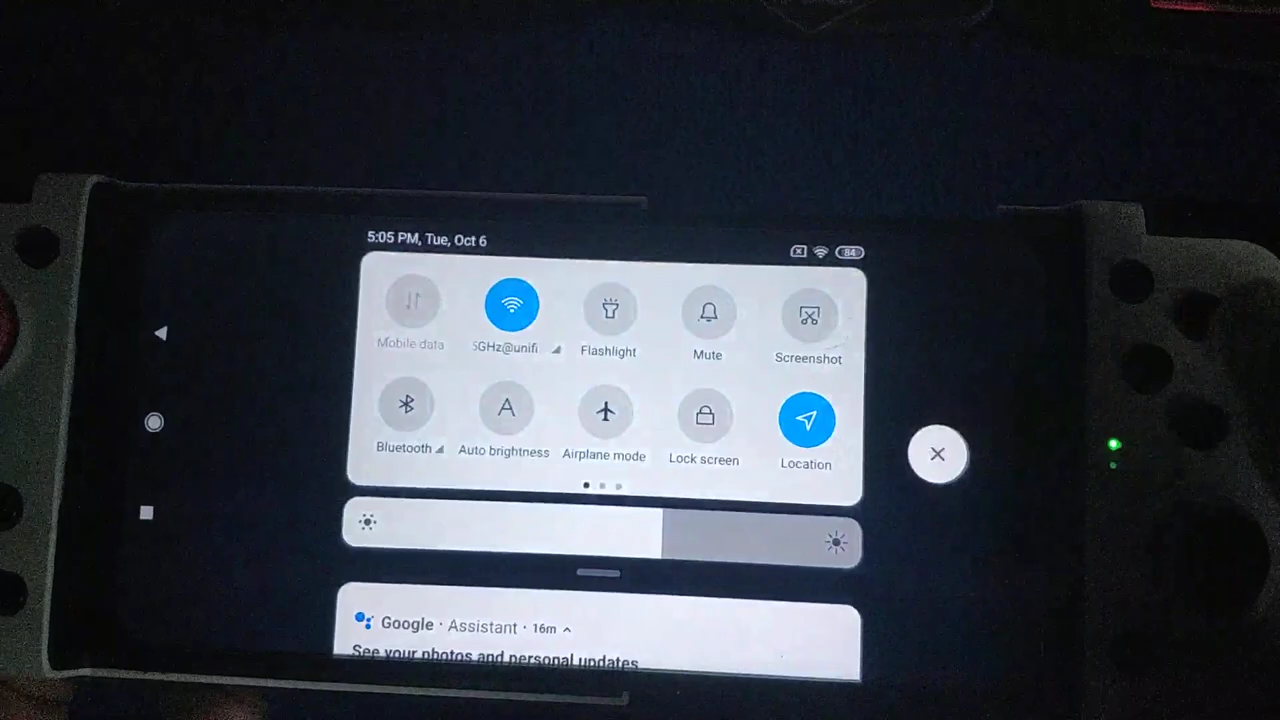 5:05 PM, Tue, Oct 6
84
Mobile data
5GHz@unifi
Flashlight
Mute
Screenshot
A
Bluetooth
Auto brightness
Airplane mode
Lock screen
Location
Google · Assistant · 16m
See your photos and personal updates